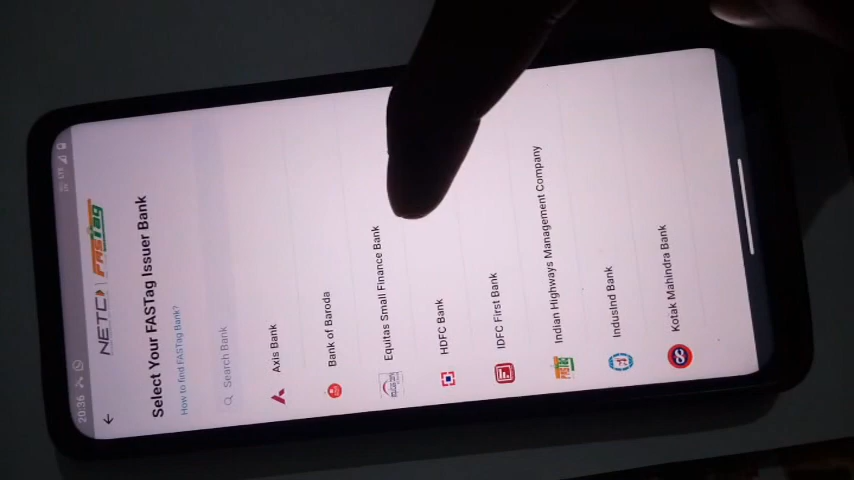 20:36
LTE
NETC FASTag
Select Your FASTag Issuer Bank
How to find FASTag Bank?
Search Bank
Axis Bank
Bank of Baroda
Equitas Small Finance Bank
HDFC Bank
IDFC First Bank
Indian Highways Management Company
IndusInd Bank
Kotak Mahindra Bank